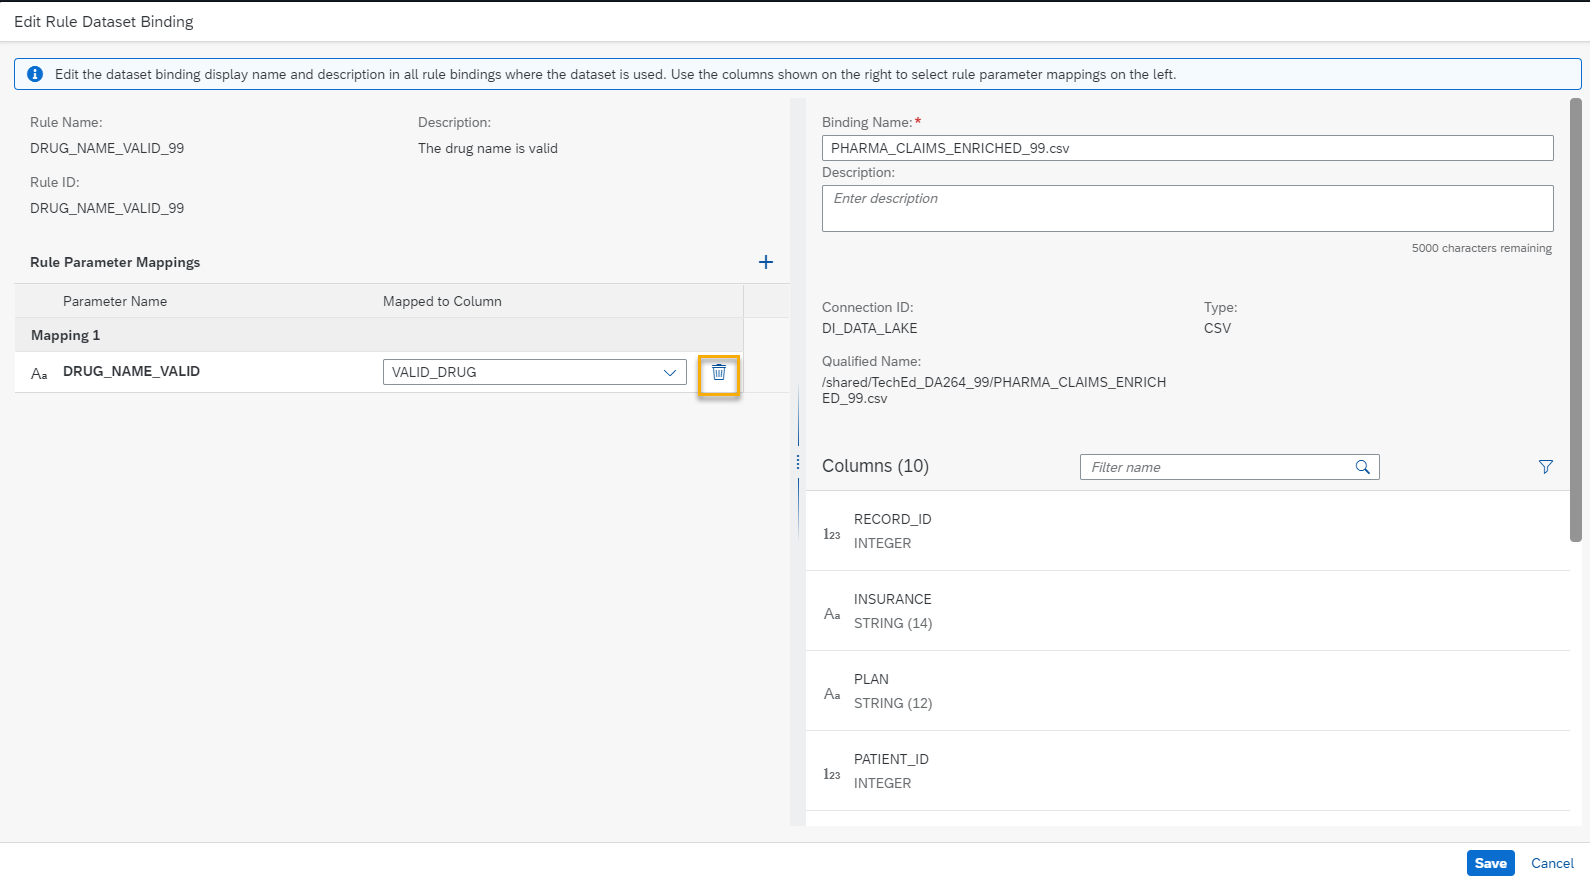 Edit Rule Dataset Binding
Edit the dataset binding display name and description in all rule bindings where the dataset is used. Use the columns shown on the right to select rule parameter mappings on the left.
Rule Name:
DRUG_NAME_VALID_99
Description:
The drug name is valid
Rule ID:
DRUG_NAME_VALID_99
Rule Parameter Mappings
Parameter Name
Mapped to Column
Mapping 1
Aa
DRUG_NAME_VALID
VALID_DRUG
Binding Name:*
PHARMA_CLAIMS_ENRICHED_99.csv
Description:
Enter description
5000 characters remaining
Connection ID:
DI_DATA_LAKE
Type:
CSV
Qualified Name:
/shared/TechEd_DA264_99/PHARMA_CLAIMS_ENRICH
ED_99.csv
Columns (10)
Filter name
123
RECORD_ID
INTEGER
Aa
INSURANCE
STRING (14)
Aa
PLAN
STRING (12)
123
PATIENT_ID
INTEGER
Save
Cancel